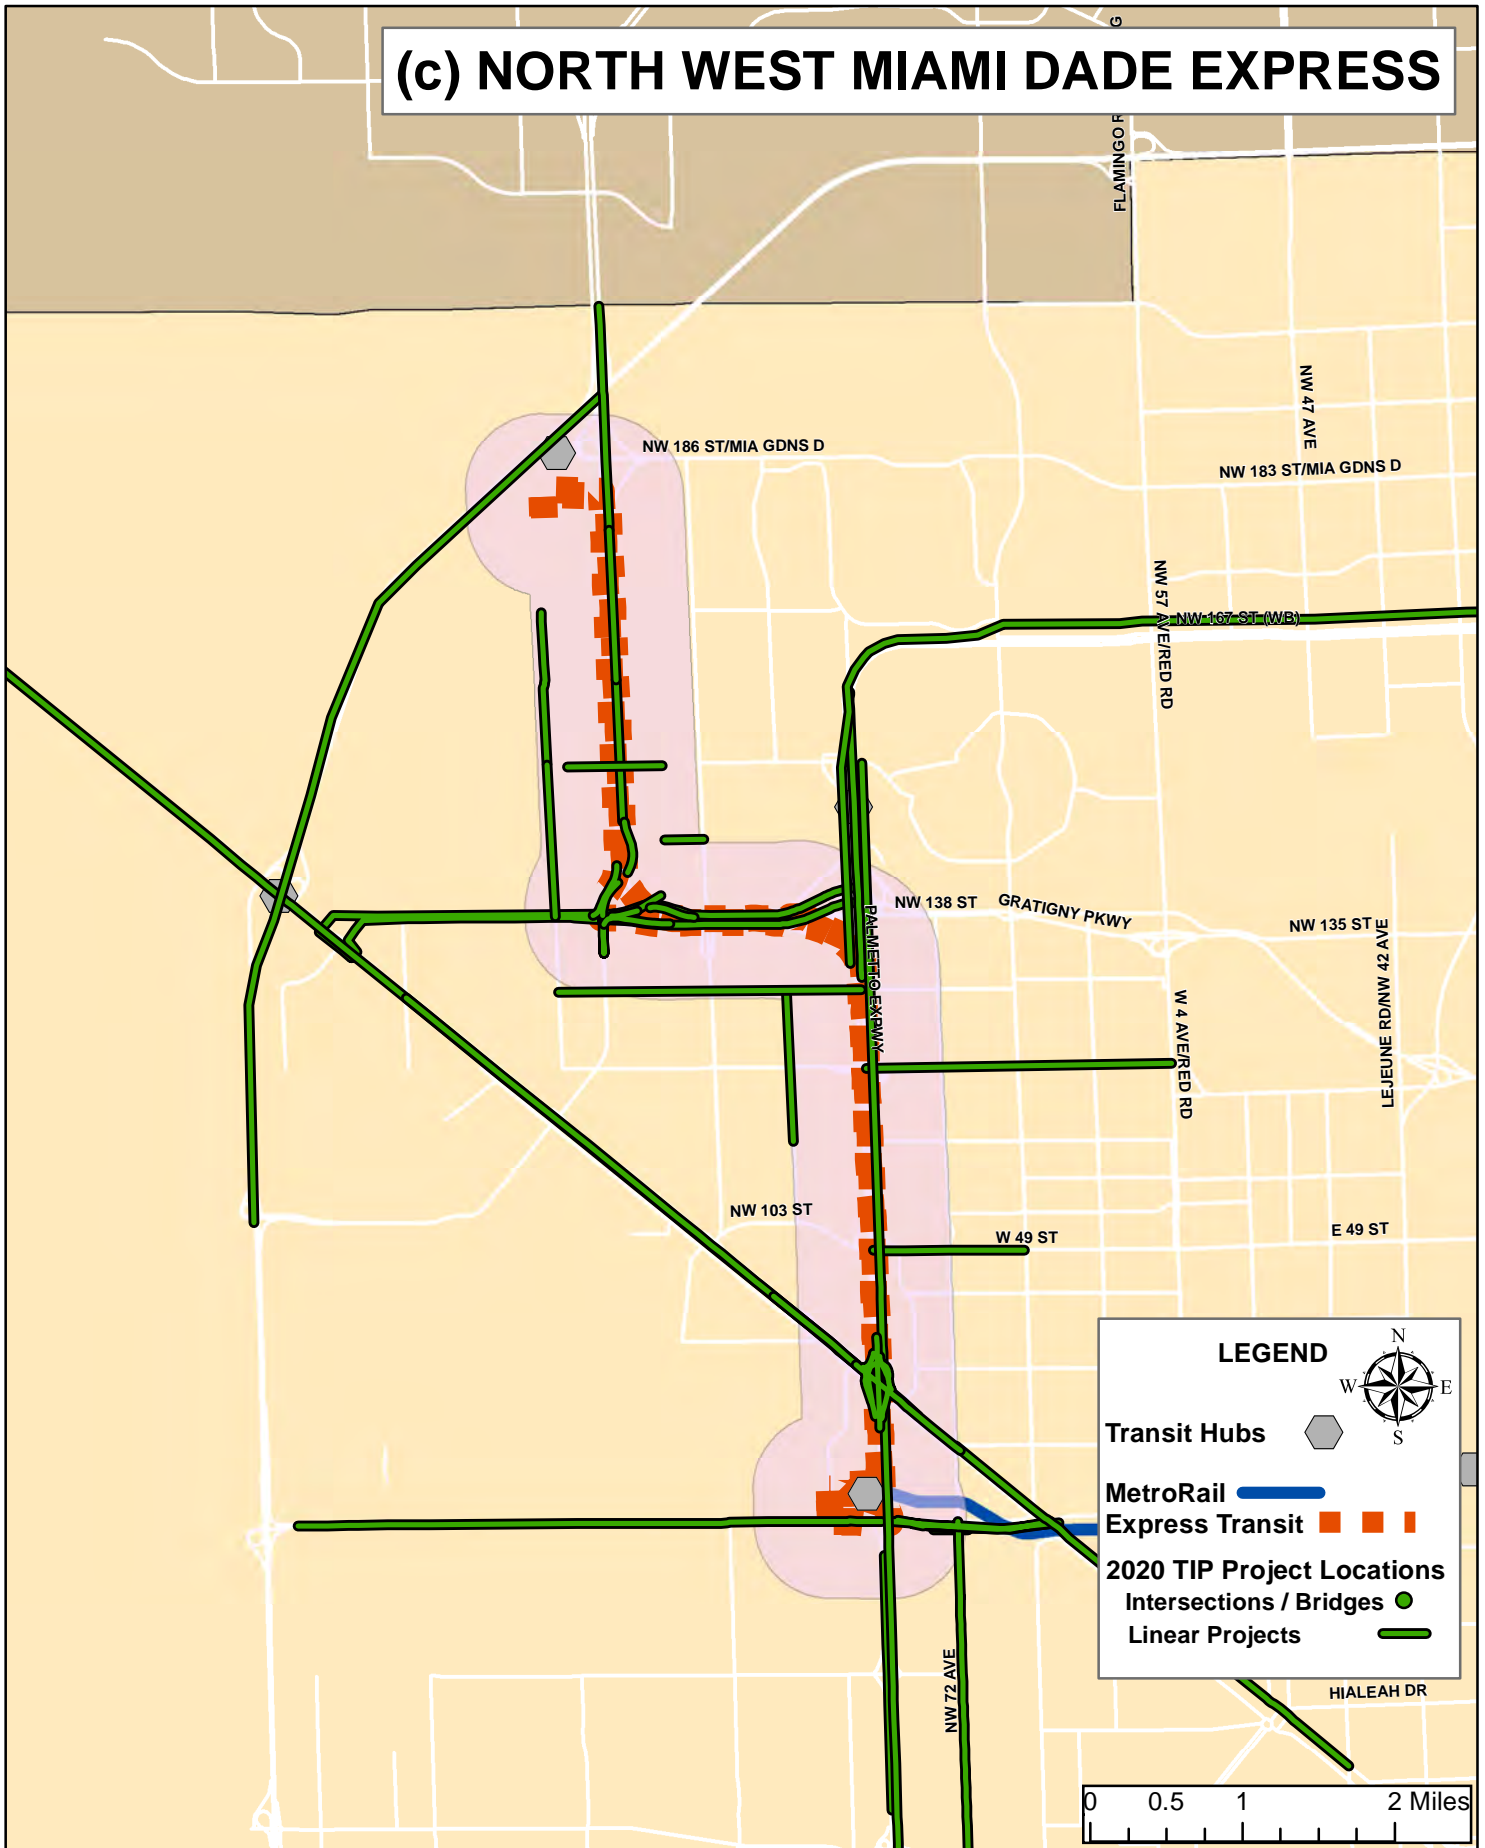 (c) NORTH WEST MIAMI DADE EXPRESS
FLAMINGO R
G
NW 47 AVE
NW 186 ST/MIA GDNS D
NW 183 ST/MIA GDNS D
NW 57 AVE/RED RD
NW 167 ST (WB)
NW 138 ST
GRATIGNY PKWY
NW 135 ST
PALMETTO EXPWY
LEJEUNE RD/NW 42 AVE
W 4 AVE/RED RD
NW 103 ST
W 49 ST
E 49 ST
LEGEND
N
W
E
S
Transit Hubs
MetroRail
Express Transit
2020 TIP Project Locations
Intersections / Bridges
Linear Projects
NW 72 AVE
HIALEAH DR
0 0.5 1 2 Miles